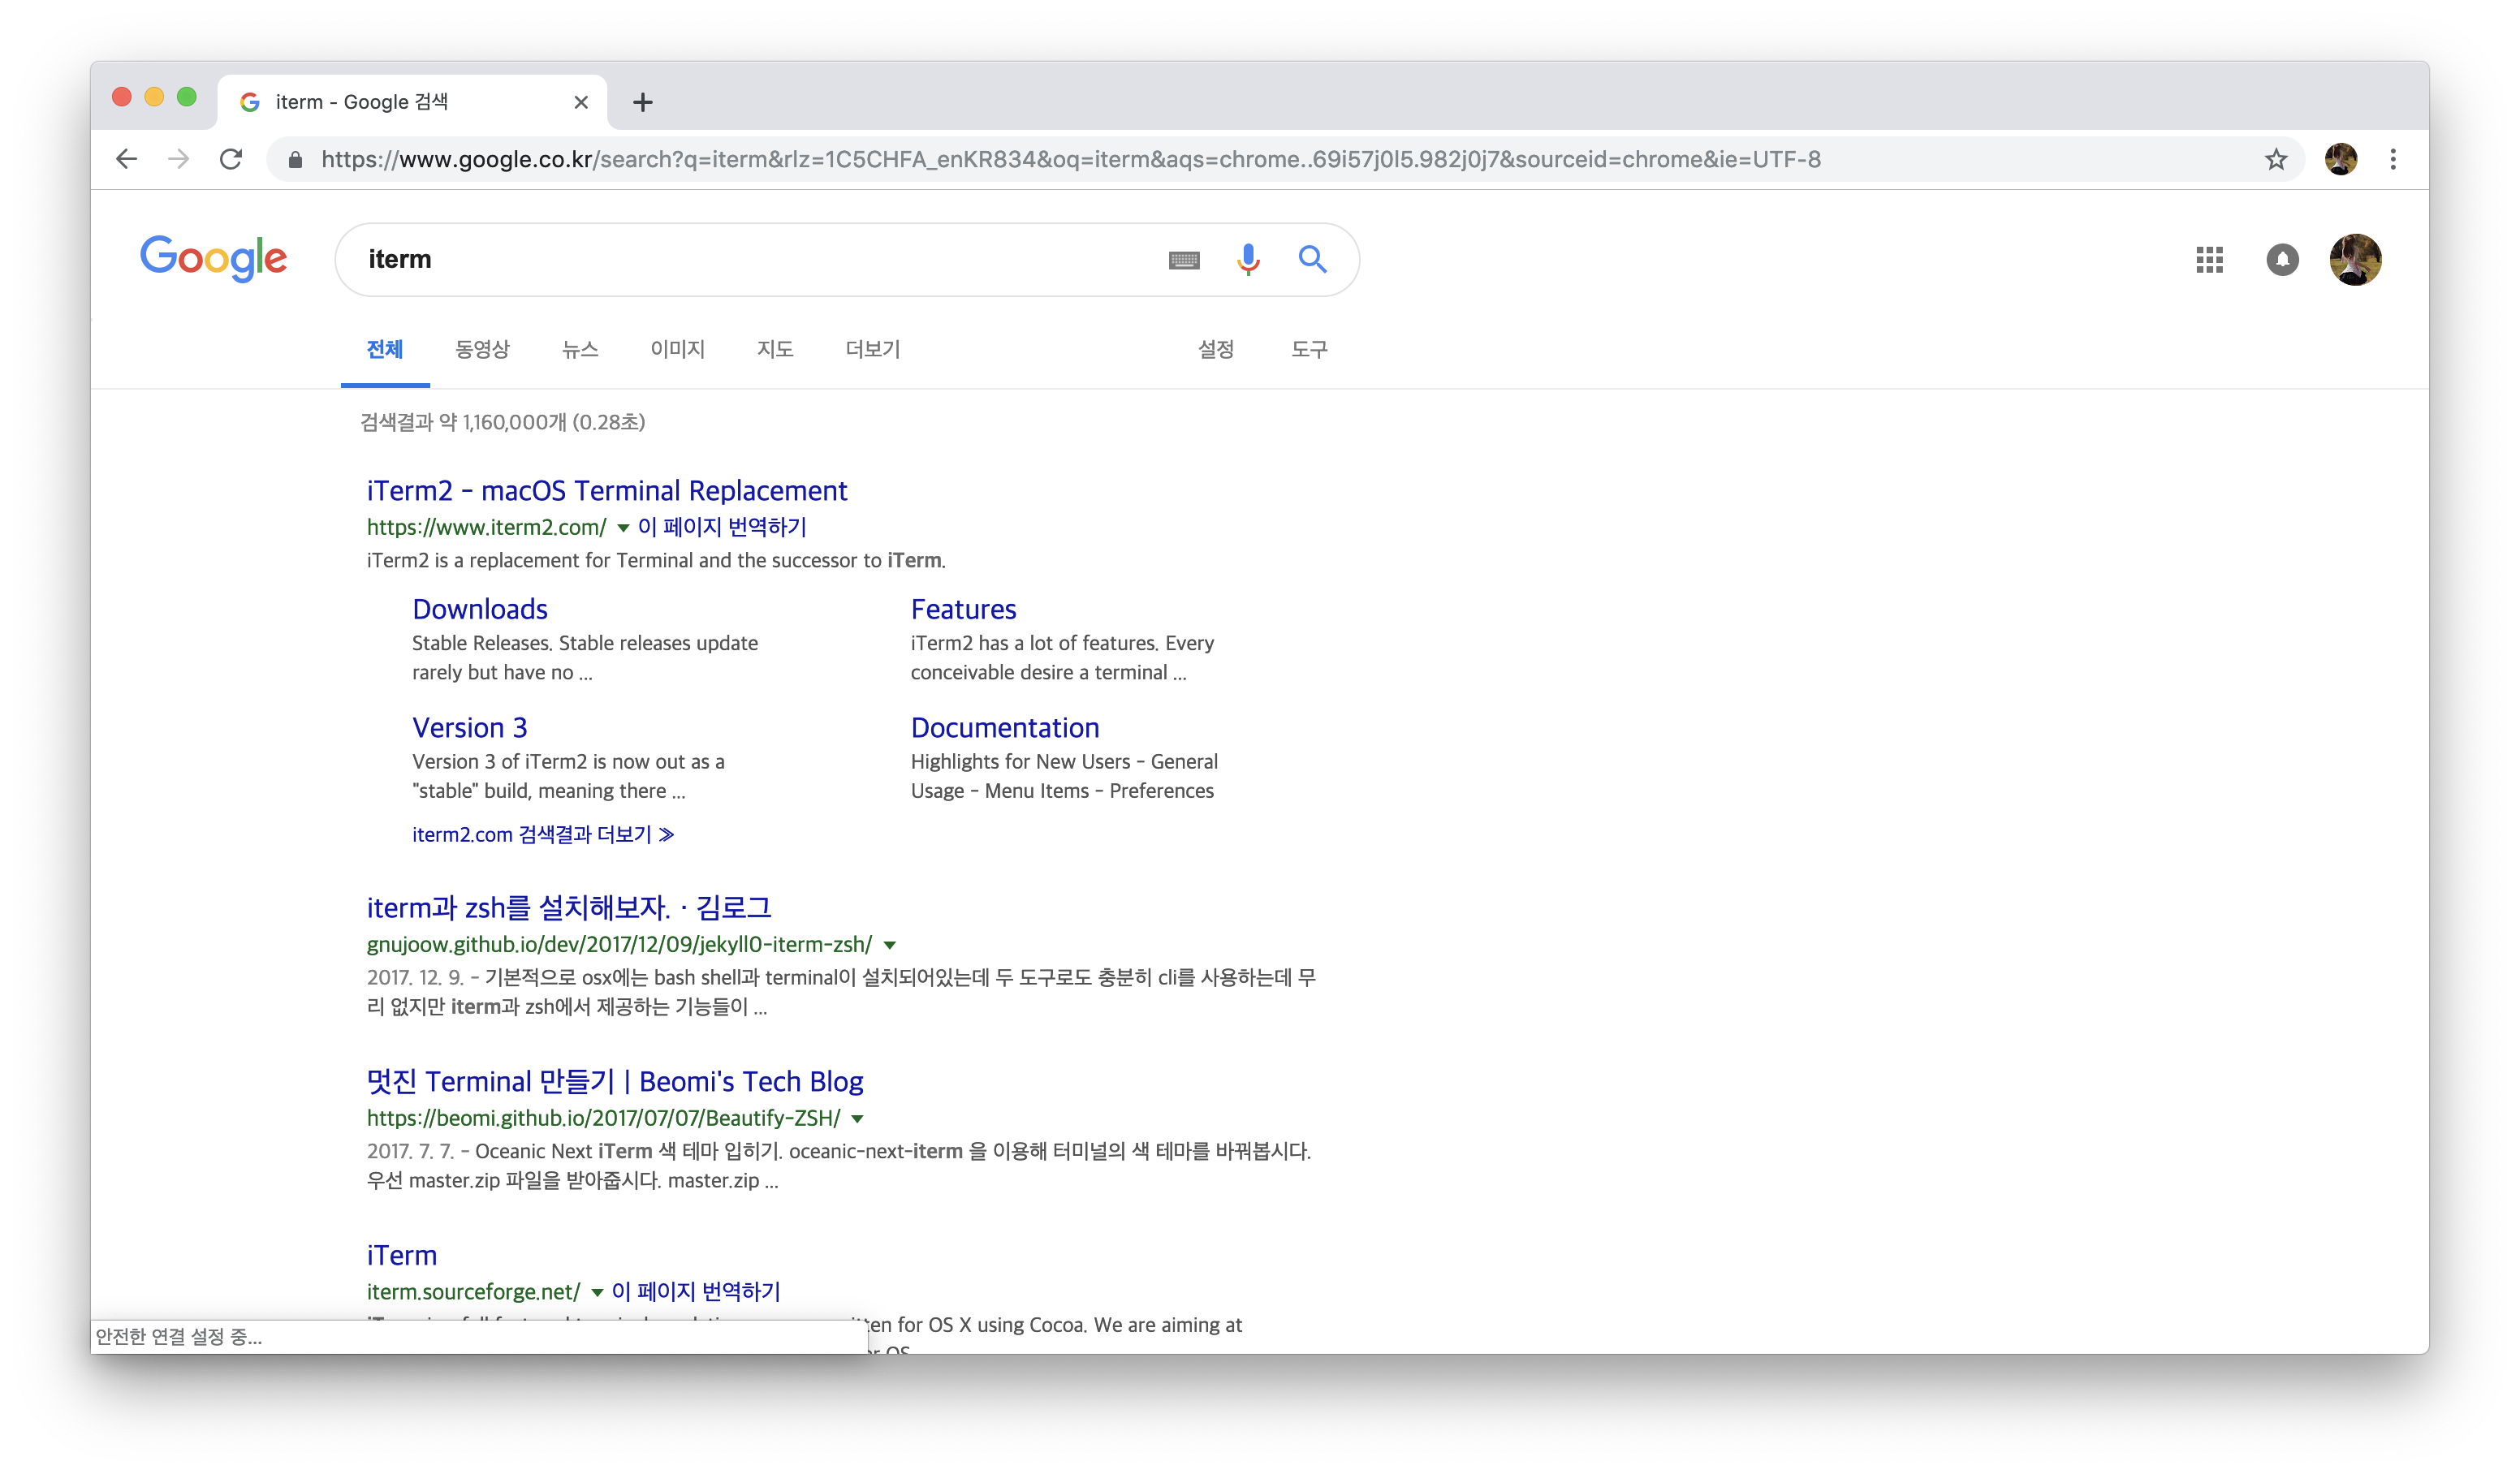 iterm - Google 검색
https://www.google.co.kr/search?q=iterm&rlz=1C5CHFA_enKR834&oq=iterm&aqs=chrome..69i57j0l5.982j0j7&sourceid=chrome&ie=UTF-8
Google
iterm
전체 동영상 뉴스 이미지 지도 더보기 설정 도구
검색결과 약 1,160,000개 (0.28초)
iTerm2 - macOS Terminal Replacement
https://www.iterm2.com/ 이 페이지 번역하기
iTerm2 is a replacement for Terminal and the successor to iTerm.
Downloads
Stable Releases. Stable releases update
rarely but have no ...
Features
iTerm2 has a lot of features. Every
conceivable desire a terminal ...
Version 3
Version 3 of iTerm2 is now out as a
"stable" build, meaning there ...
Documentation
Highlights for New Users - General
Usage - Menu Items - Preferences
iterm2.com 검색결과 더보기 ≫
iterm과 zsh를 설치해보자. · 김로그
gnujoow.github.io/dev/2017/12/09/jekyll0-iterm-zsh/
2017. 12. 9. - 기본적으로 osx에는 bash shell과 terminal이 설치되어있는데 두 도구로도 충분히 cli를 사용하는데 무
리 없지만 iterm과 zsh에서 제공하는 기능들이 ...
멋진 Terminal 만들기 | Beomi's Tech Blog
https://beomi.github.io/2017/07/07/Beautify-ZSH/
2017. 7. 7. - Oceanic Next iTerm 색 테마 입히기. oceanic-next-iterm 을 이용해 터미널의 색 테마를 바꿔봅시다.
우선 master.zip 파일을 받아줍시다. master.zip ...
iTerm
iterm.sourceforge.net/ 이 페이지 번역하기
for OS X using Cocoa. We are aiming at
OS
안전한 연결 설정 중...